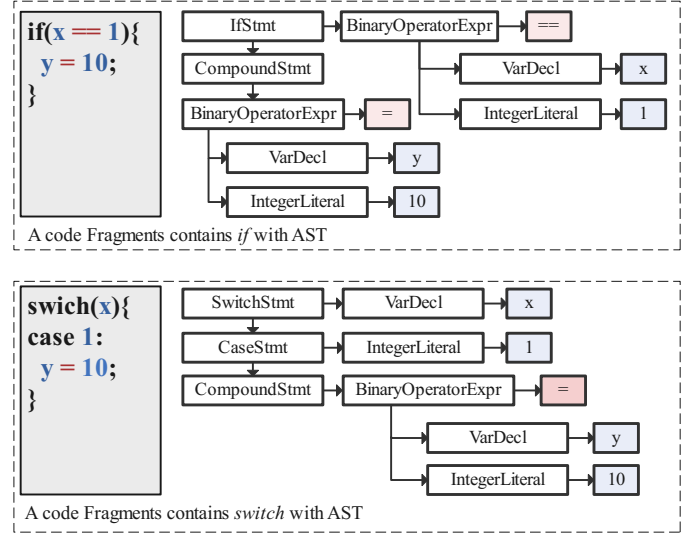 if(x == 1){
y = 10;
}
IfStmt BinaryOperatorExpr ==
CompoundStmt VarDecl x
BinaryOperatorExpr = IntegerLiteral 1
VarDecl y
IntegerLiteral 10
A code Fragments contains if with AST
swich(x){
case 1:
y = 10;
}
SwitchStmt VarDecl x
CaseStmt IntegerLiteral 1
CompoundStmt BinaryOperatorExpr =
VarDecl y
IntegerLiteral 10
A code Fragments contains switch with AST